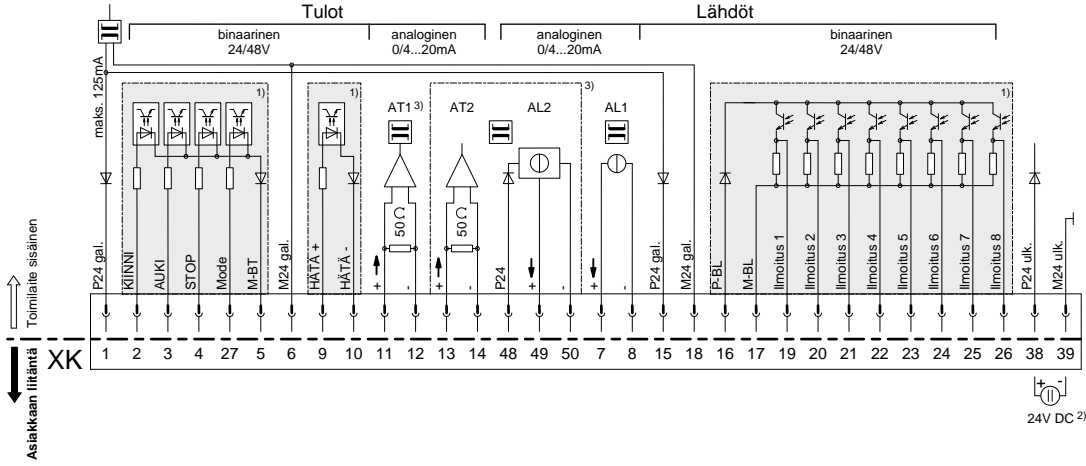 Tulot
Lähdöt
binaarinen
24/48V
analoginen
0/4...20mA
analoginen
0/4...20mA
binaarinen
24/48V
maks. 125mA
1)
1)
AT1 3)
AT2
AL2
3)
AL1
1)
50Ω
50Ω
P24 gal.
KIINNI
AUKI
STOP
Mode
M-BT
M24 gal.
HÄTÄ +
HÄTÄ -
+
-
+
-
P24
+
-
+
-
P24 gal.
M24 gal.
P-BL
M-BL
Ilmoitus 1
Ilmoitus 2
Ilmoitus 3
Ilmoitus 4
Ilmoitus 5
Ilmoitus 6
Ilmoitus 7
Ilmoitus 8
P24 ulk.
M24 ulk.
Toimilaite sisäinen
Asiakkaan liitäntä
XK
1 2 3 4 27 5 6 9 10 11 12 13 14 48 49 50 7 8 15 18 16 17 19 20 21 22 23 24 25 26 38 39
+ -
24V DC 2)